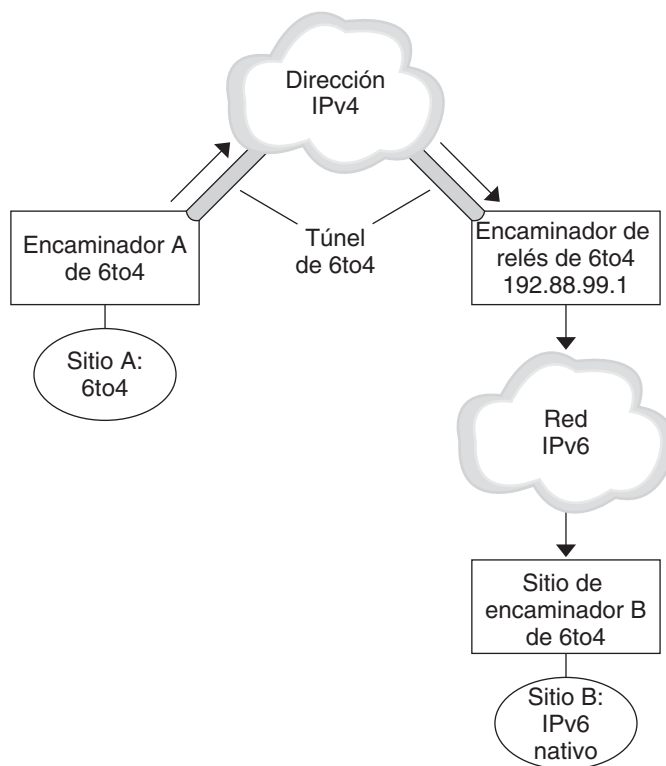 Dirección
IPv4
Encaminador A
de 6to4
Túnel
de 6to4
Encaminador de
relés de 6to4
192.88.99.1
Sitio A:
6to4
Red
IPv6
Sitio de
encaminador B
de 6to4
Sitio B:
IPv6
nativo